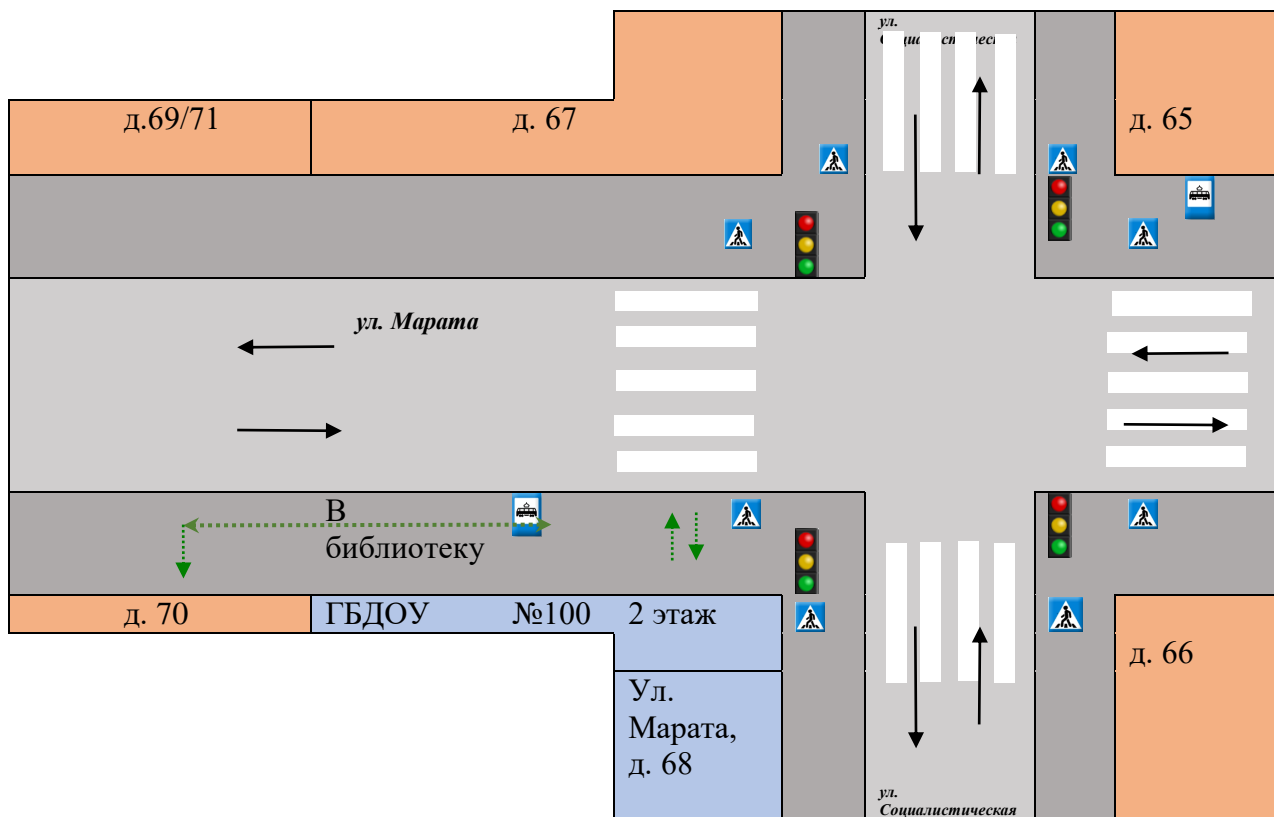 ул.
д.69/71
д. 67
д. 65
ул. Марата
В
библиотеку
д. 70
ГБДОУ №100 2 этаж
д. 66
Ул.
Марата,
д. 68
ул.
Социалистическая